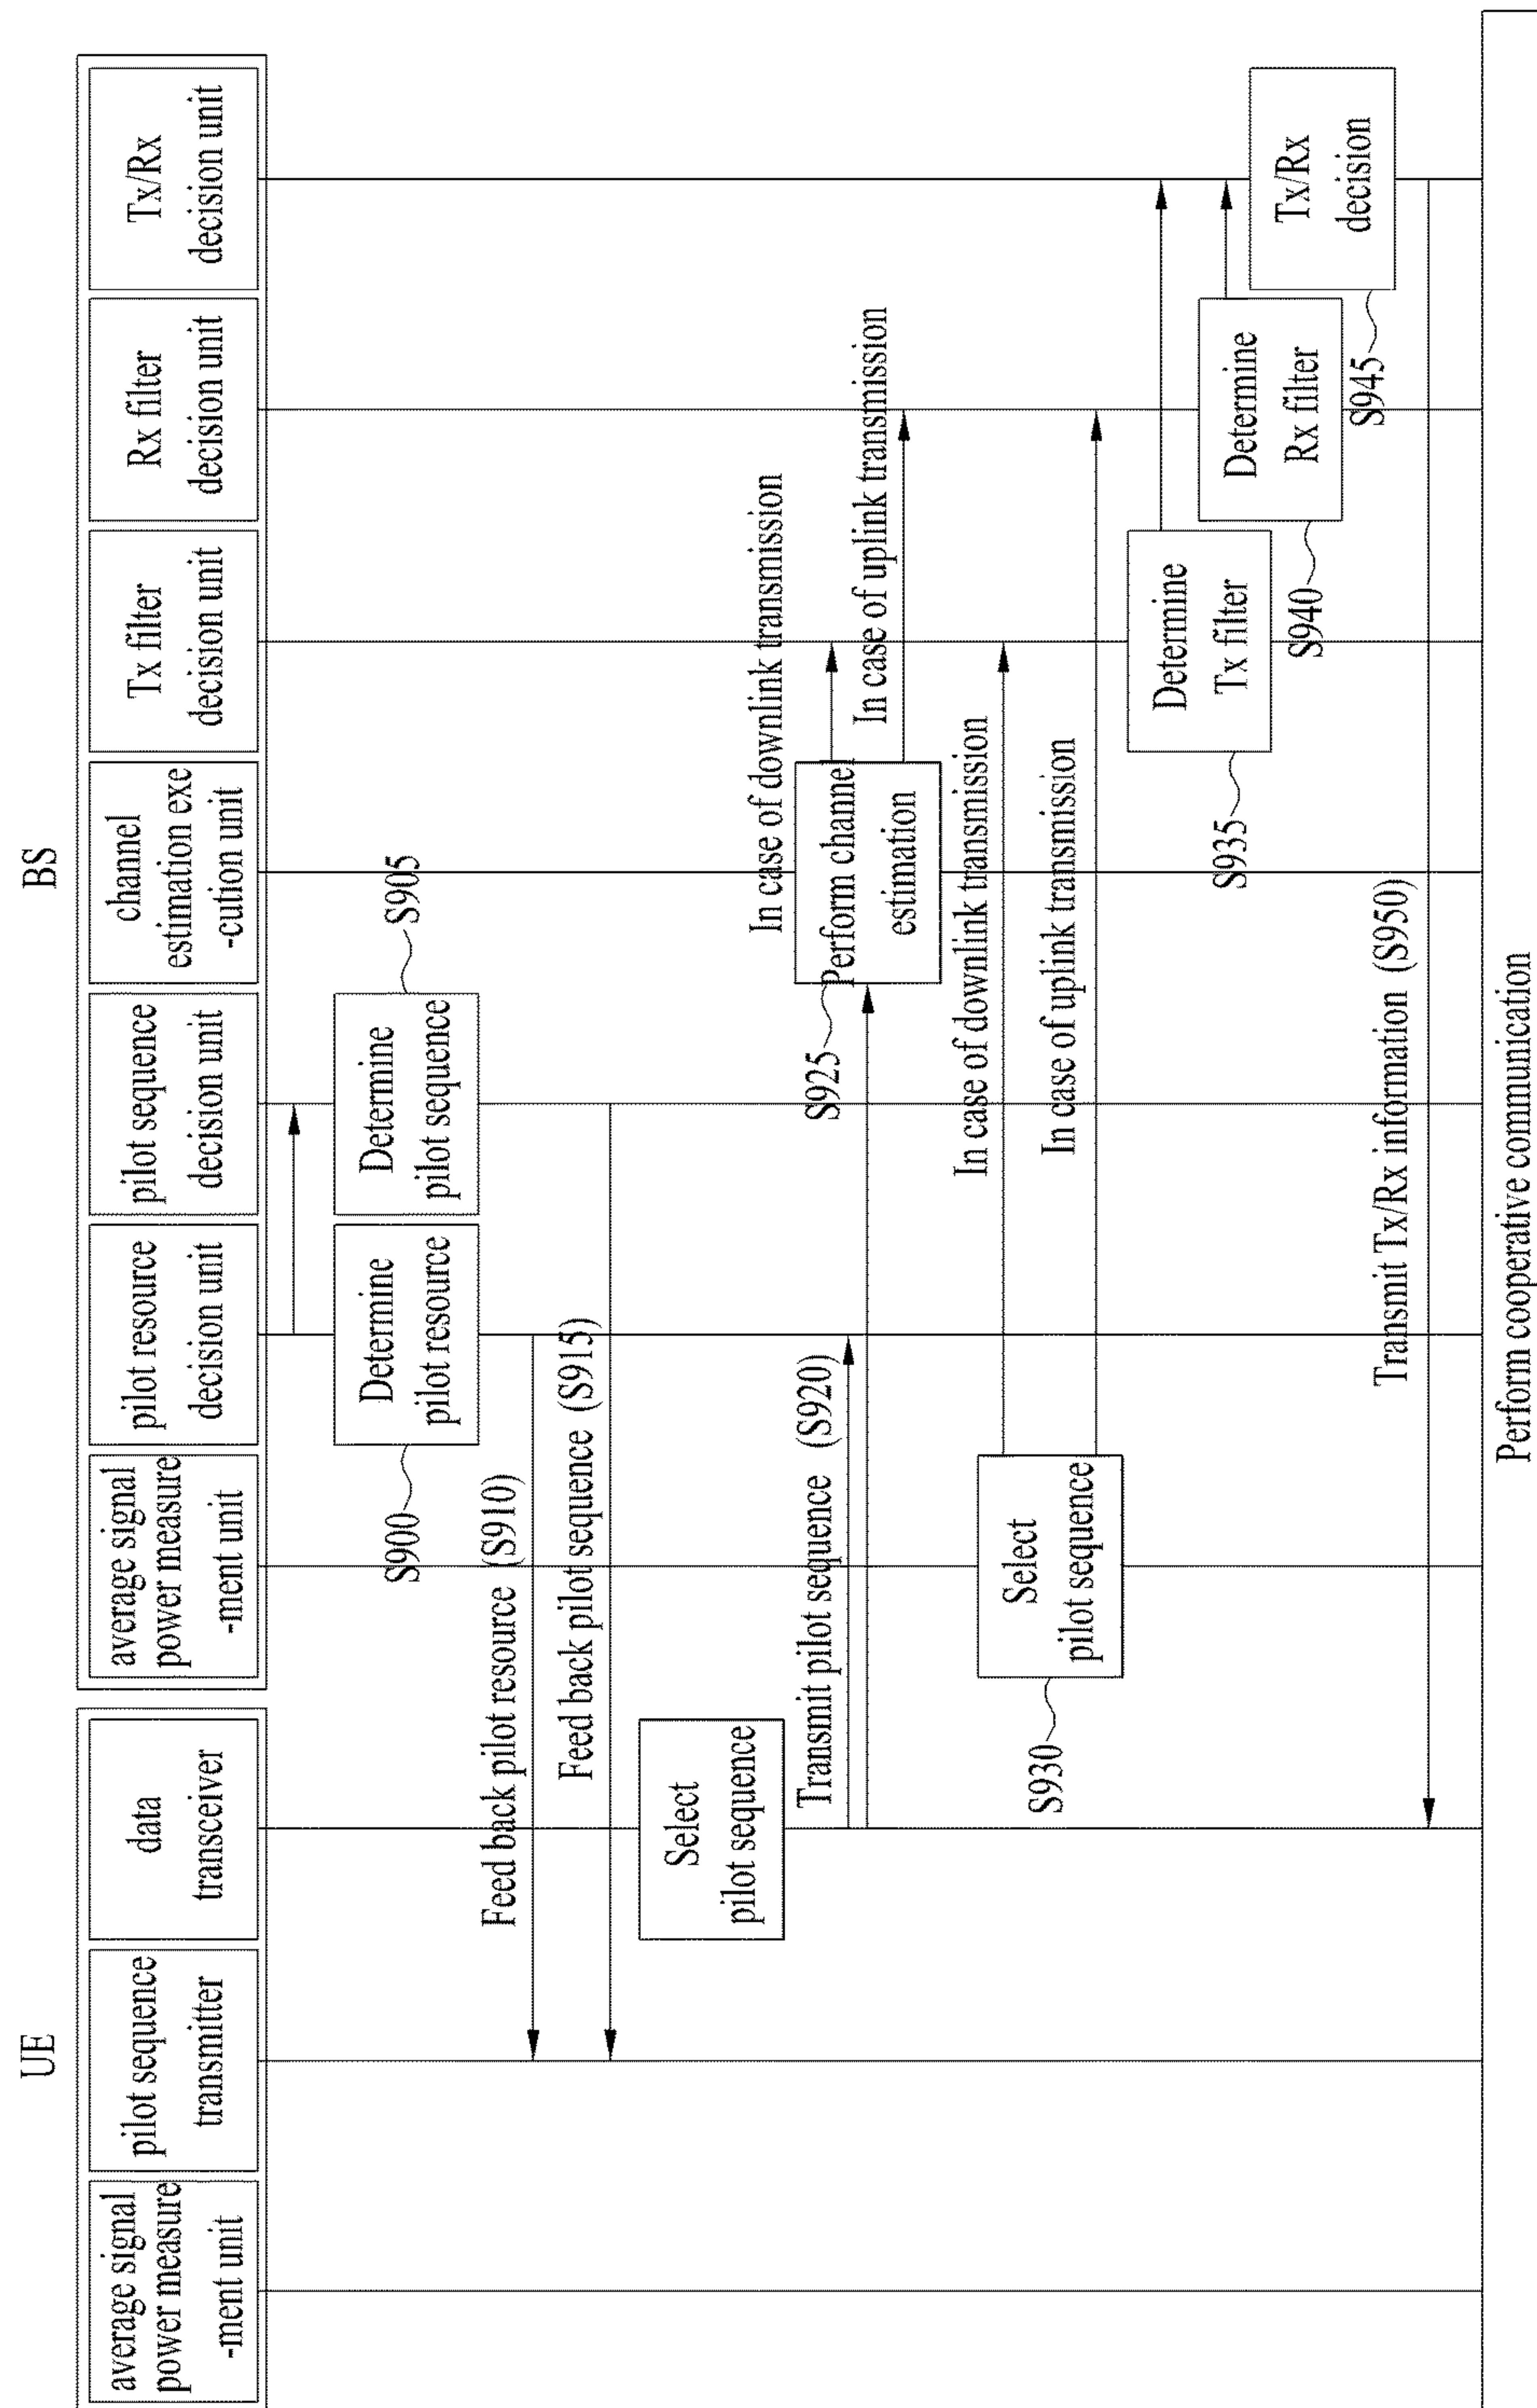 UE
BS
average signal
power measure
-ment unit
pilot sequence
transmitter
data
transceiver
average signal
power measure
-ment unit
pilot resource
decision unit
pilot sequence
decision unit
channel
estimation exe
-cution unit
Tx filter
decision unit
Rx filter
decision unit
Tx/Rx
decision unit
S900
Determine
pilot resource
Determine
pilot sequence
S905
Feed back pilot resource (S910)
Feed back pilot sequence (S915)
Select
pilot sequence
Transmit pilot sequence (S920)
S925
Perform channel
estimation
In case of downlink transmission
In case of uplink transmission
S930
Select
pilot sequence
In case of downlink transmission
In case of uplink transmission
S935
Determine
Tx filter
S940
Determine
Rx filter
S945
Tx/Rx
decision
Transmit Tx/Rx information (S950)
Perform cooperative communication